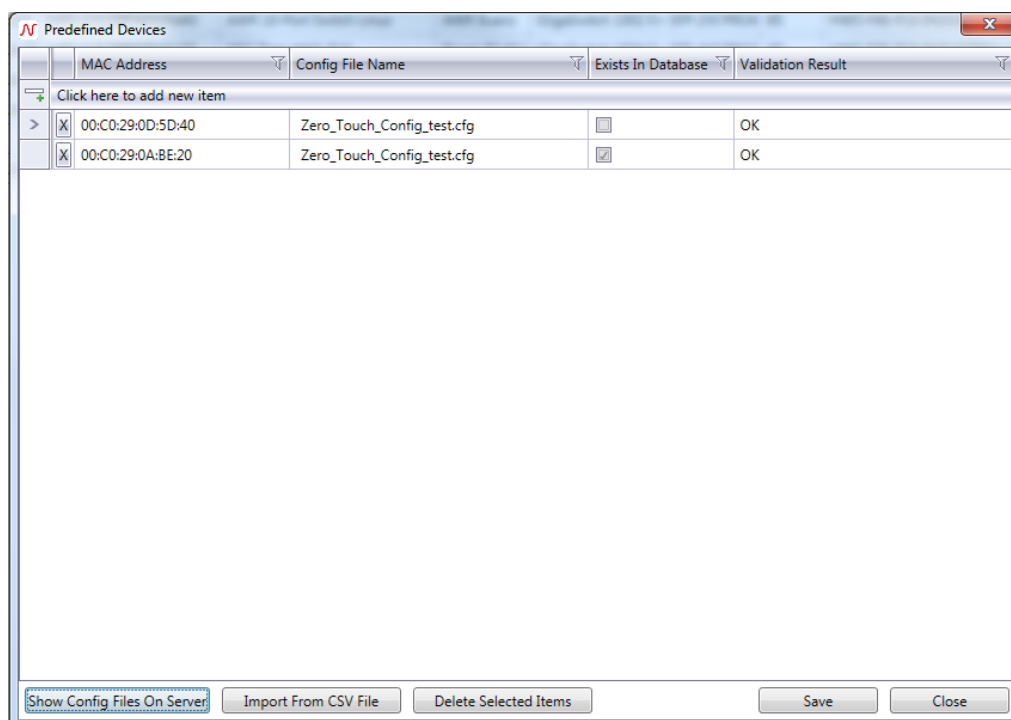 Predefined Devices
MAC Address Config File Name Exists In Database Validation Result
Click here to add new item
X 00:C0:29:0D:5D:40 Zero_Touch_Config_test.cfg OK
X 00:C0:29:0A:BE:20 Zero_Touch_Config_test.cfg OK
Show Config Files On Server Import From CSV File Delete Selected Items Save Close